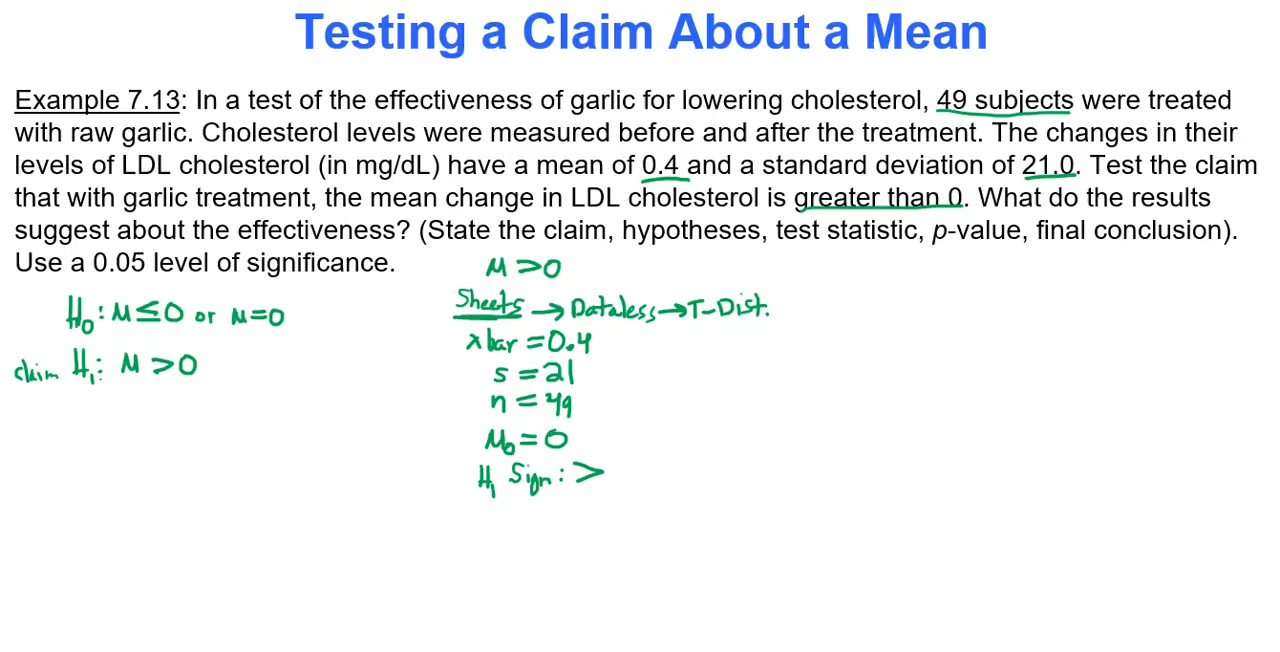 Testing a Claim About a Mean
Example 7.13: In a test of the effectiveness of garlic for lowering cholesterol, 49 subjects were treated
with raw garlic. Cholesterol levels were measured before and after the treatment. The changes in their
levels of LDL cholesterol (in mg/dL) have a mean of 0.4 and a standard deviation of 21.0. Test the claim
that with garlic treatment, the mean change in LDL cholesterol is greater than 0. What do the results
suggest about the effectiveness? (State the claim, hypotheses, test statistic, p-value, final conclusion).
Use a 0.05 level of significance.
μ > 0
H₀: μ ≤ 0 or μ = 0
claim H₁: μ > 0
Sheets → Dataless → T-Dist.
x bar = 0.4
s = 21
n = 49
μ₀ = 0
H₁ Sign: >